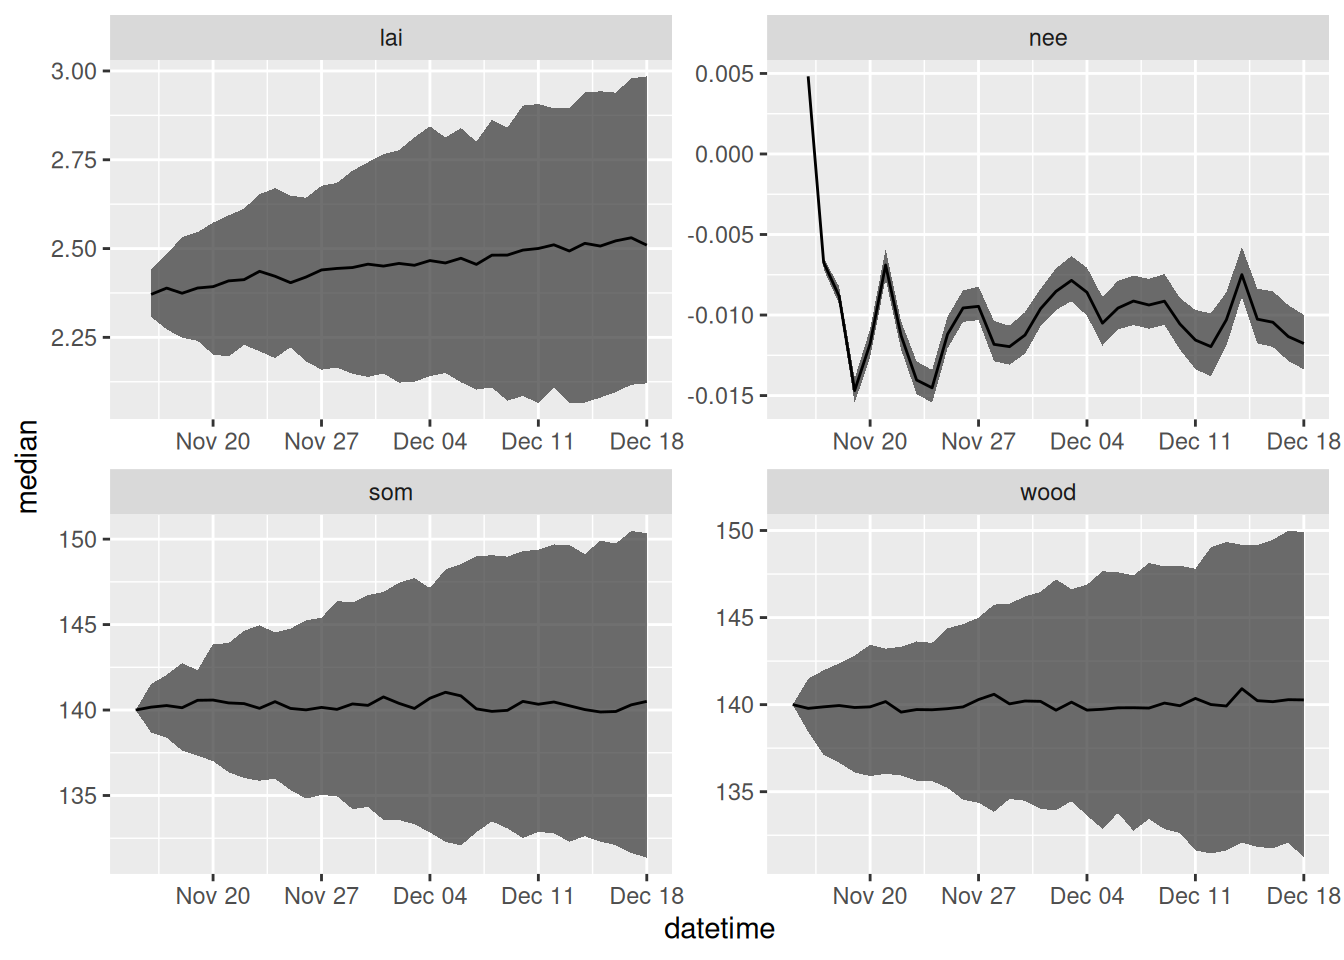 lai
nee
3.00
2.75
2.50
2.25
0.005
0.000
-0.005
-0.010
-0.015
Nov 20 Nov 27 Dec 04 Dec 11 Dec 18
Nov 20 Nov 27 Dec 04 Dec 11 Dec 18
median
som
wood
150
145
140
135
150
145
140
135
Nov 20 Nov 27 Dec 04 Dec 11 Dec 18
Nov 20 Nov 27 Dec 04 Dec 11 Dec 18
datetime